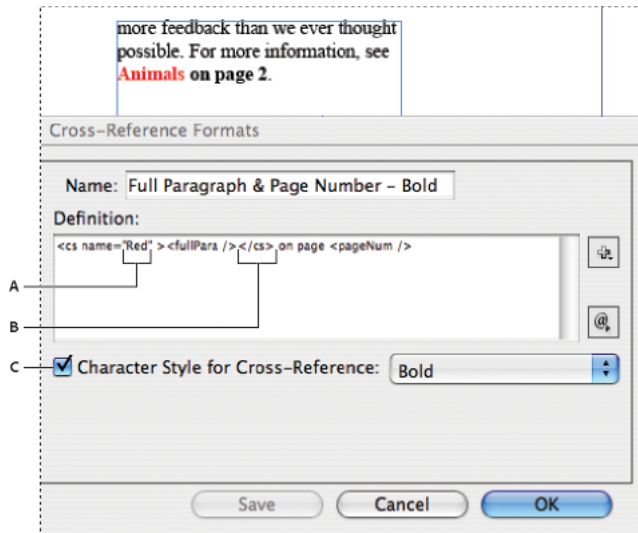 more feedback than we ever thought
possible. For more information, see
Animals on page 2.
Cross-Reference Formats
Name: Full Paragraph & Page Number - Bold
Definition:
<cs name="Red" ><fullPara /></cs> on page <pageNum />
A
B
C
Character Style for Cross-Reference: Bold
Save Cancel OK